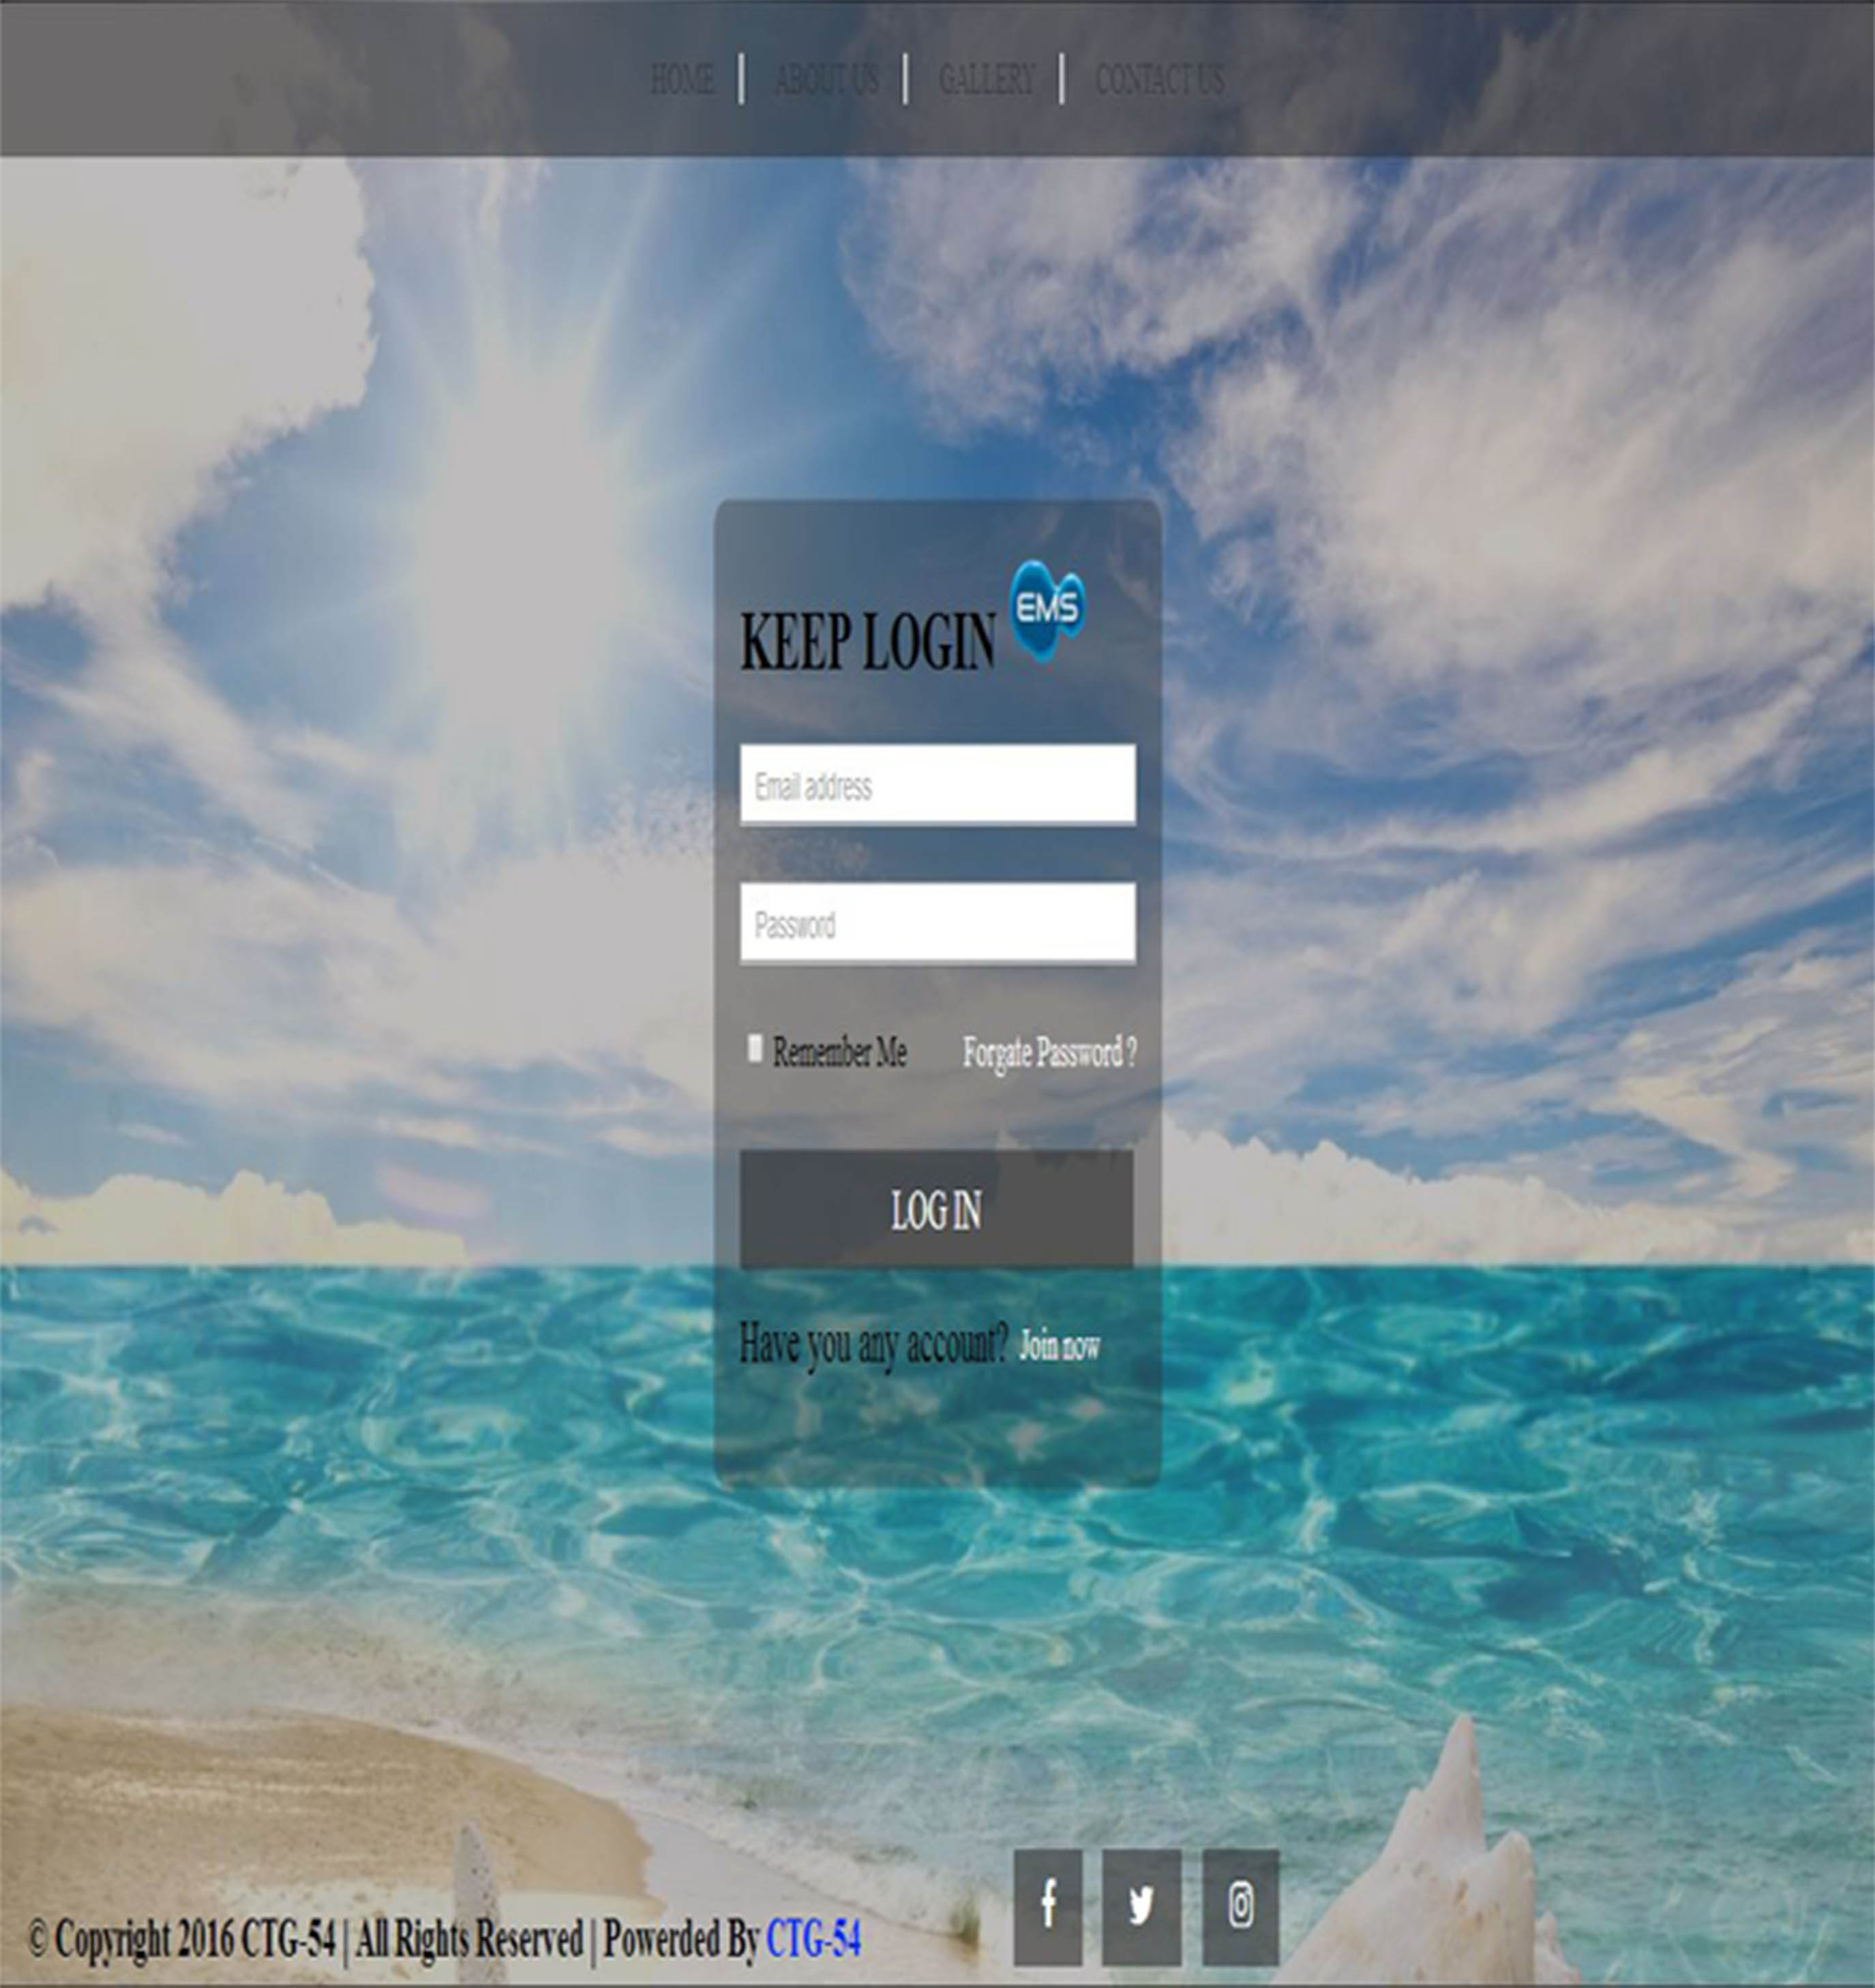 HOME | ABOUT US | GALLERY | CONTACT US
KEEP LOGIN EMS
Email address
Password
Remember Me Forgate Password ?
LOG IN
Have you any account? Join now
© Copyright 2016 CTG-54 | All Rights Reserved | Powerded By CTG-54